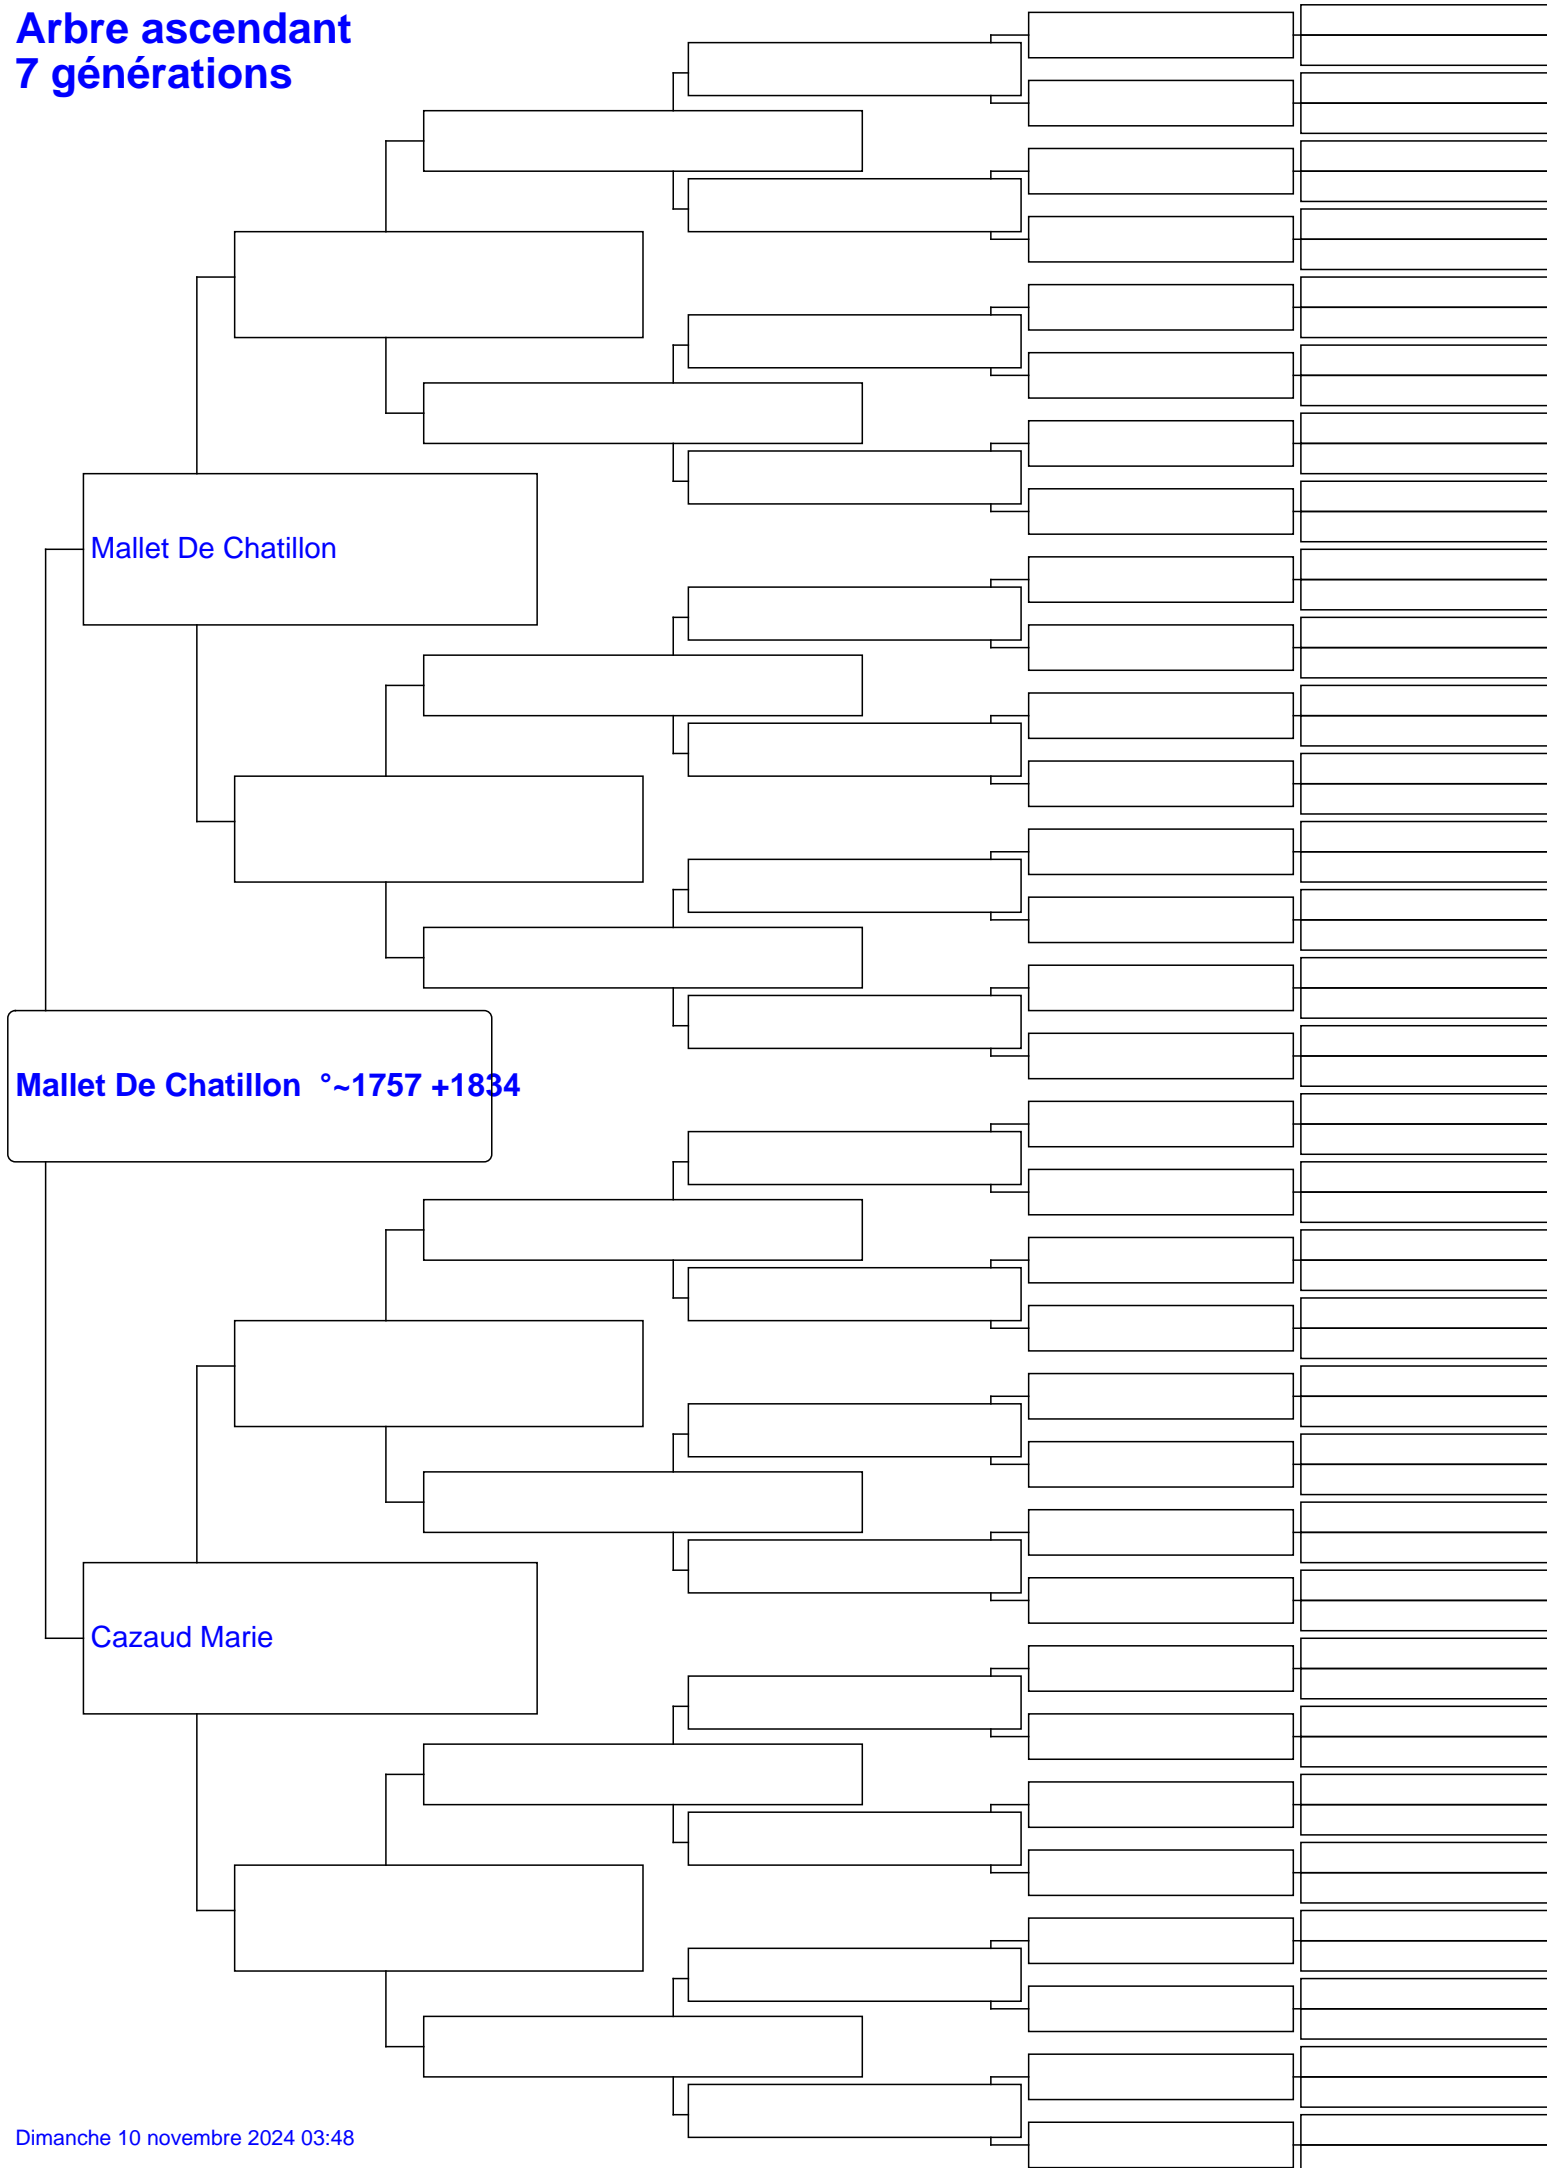 Arbre ascendant
7 générations
Mallet De Chatillon
Mallet De Chatillon °~1757 +1834
Cazaud Marie
Dimanche 10 novembre 2024 03:48